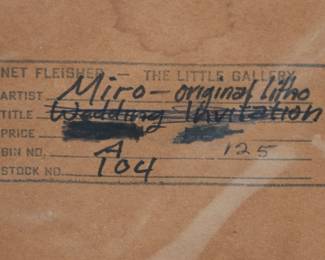 NET FLEISHER — THE LITTLE GALLERY
ARTIST Miro - original litho
TITLE Wedding Invitation
PRICE
BIN NO. A 125
STOCK NO. 104